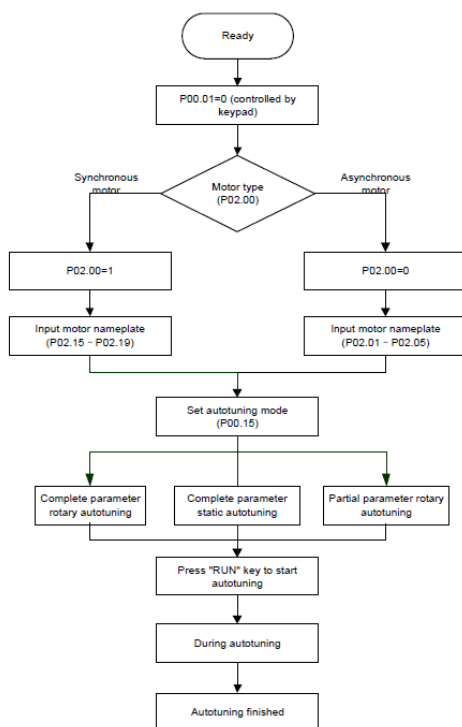 Ready
P00.01=0 (controlled by
keypad)
Synchronous
motor
Motor type
(P02.00)
Asynchronous
motor
P02.00=1
P02.00=0
Input motor nameplate
(P02.15－P02.19)
Input motor nameplate
(P02.01－P02.05)
Set autotuning mode
(P00.15)
Complete parameter
rotary autotuning
Complete parameter
static autotuning
Partial parameter rotary
autotuning
Press "RUN" key to start
autotuning
During autotuning
Autotuning finished